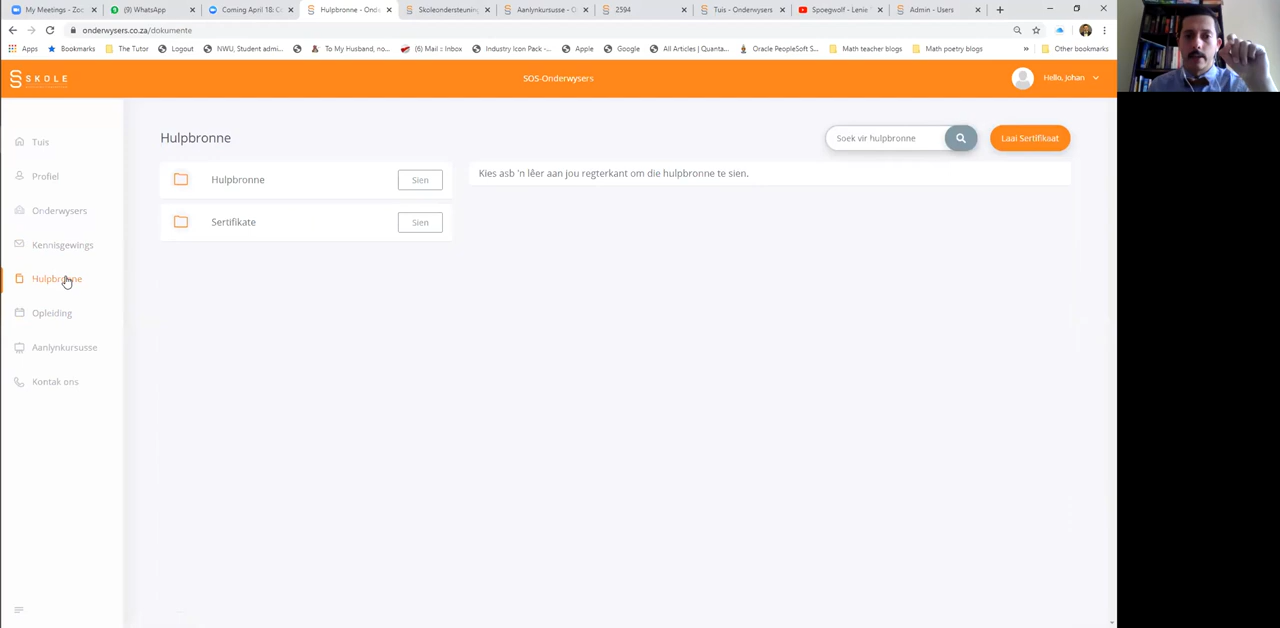 My Meetings - Zoo
(9) WhatsApp
Coming April 18: C
Hulpbronne - Ond
Skoleondersteuning
Aanlynkursusse - O
2594
Tuis - Onderwysers
Spoegwolf - Lenie
Admin - Users
onderwysers.co.za/dokumente
Apps
Bookmarks
The Tutor
Logout
NWU, Student admi...
To My Husband, no...
(6) Mail :: Inbox
Industry Icon Pack -...
Apple
Google
All Articles | Quanta...
Oracle PeopleSoft S...
Math teacher blogs
Math poetry blogs
»
Other bookmarks
SKOLE
SOS-Onderwysers
Hello, Johan
Tuis
Profiel
Onderwysers
Kennisgewings
Hulpbronne
Opleiding
Aanlynkursusse
Kontak ons
Hulpbronne
Soek vir hulpbronne
Laai Sertifikaat
Hulpbronne
Sien
Kies asb 'n lêer aan jou regterkant om die hulpbronne te sien.
Sertifikate
Sien